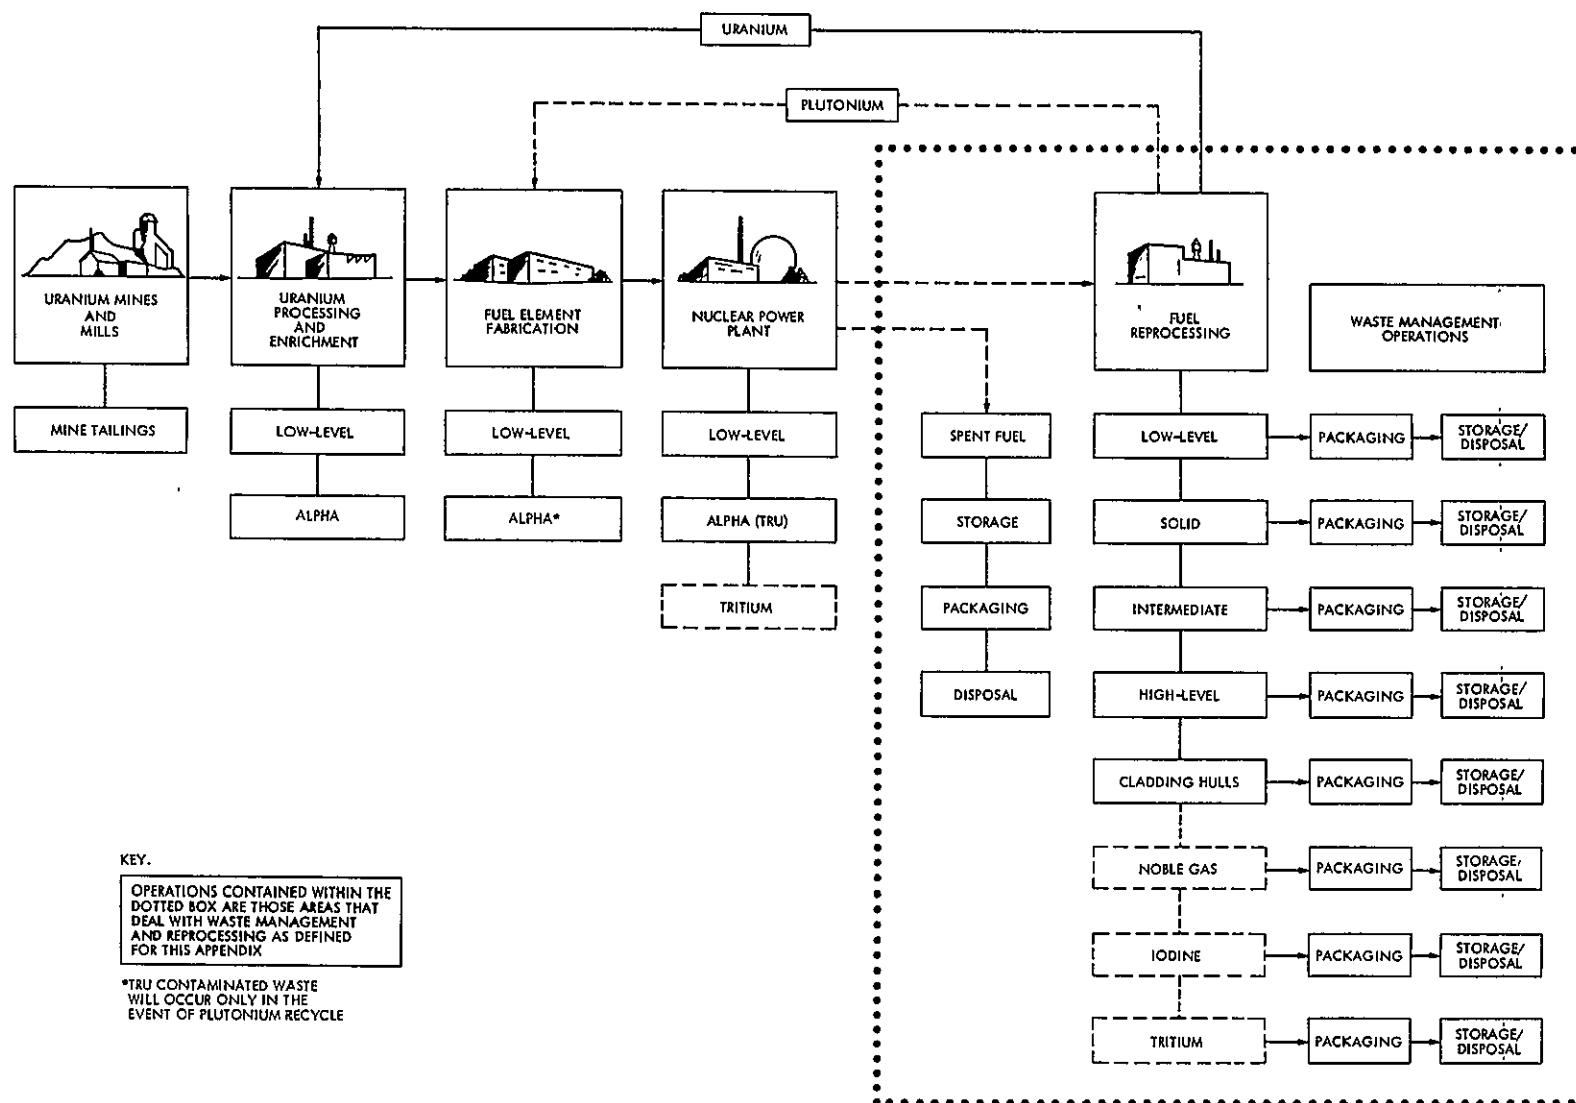 URANIUM
PLUTONIUM
URANIUM MINES
AND
MILLS
URANIUM
PROCESSING
AND
ENRICHMENT
FUEL ELEMENT
FABRICATION
NUCLEAR POWER
PLANT
FUEL
REPROCESSING
WASTE MANAGEMENT
OPERATIONS
MINE TAILINGS
LOW-LEVEL
LOW-LEVEL
LOW-LEVEL
SPENT FUEL
LOW-LEVEL
PACKAGING
STORAGE/
DISPOSAL
ALPHA
ALPHA*
ALPHA (TRU)
STORAGE
SOLID
PACKAGING
STORAGE/
DISPOSAL
TRITIUM
PACKAGING
INTERMEDIATE
PACKAGING
STORAGE/
DISPOSAL
DISPOSAL
HIGH-LEVEL
PACKAGING
STORAGE/
DISPOSAL
CLADDING HULLS
PACKAGING
STORAGE/
DISPOSAL
NOBLE GAS
PACKAGING
STORAGE/
DISPOSAL
IODINE
PACKAGING
STORAGE/
DISPOSAL
TRITIUM
PACKAGING
STORAGE/
DISPOSAL
KEY.
OPERATIONS CONTAINED WITHIN THE
DOTTED BOX ARE THOSE AREAS THAT
DEAL WITH WASTE MANAGEMENT
AND REPROCESSING AS DEFINED
FOR THIS APPENDIX
*TRU CONTAMINATED WASTE
WILL OCCUR ONLY IN THE
EVENT OF PLUTONIUM RECYCLE